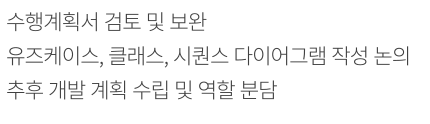 수행계획서 검토 및 보완
유즈케이스, 클래스, 시퀀스 다이어그램 작성 논의
추후 개발 계획 수립 및 역할 분담